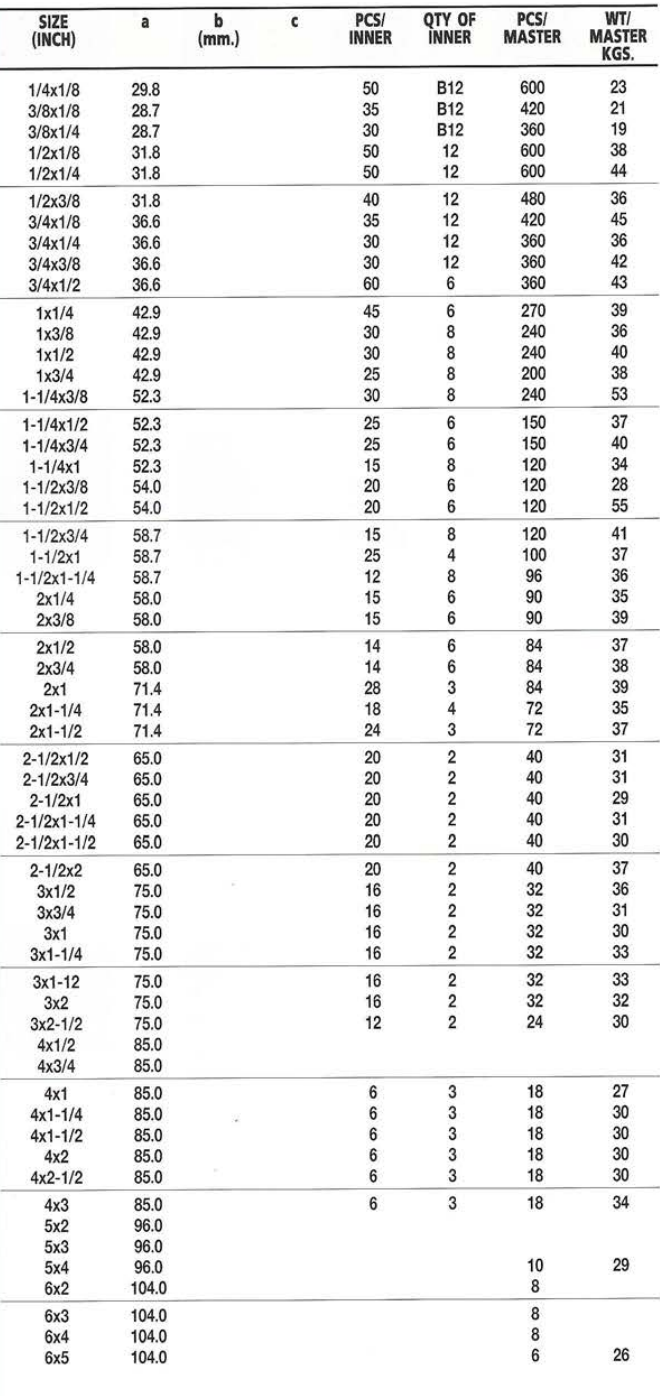 SIZE (INCH) a b (mm.) c PCS/ INNER QTY OF INNER PCS/ MASTER WT/ MASTER KGS.
1/4x1/8 29.8 50 B12 600 23
3/8x1/8 28.7 35 B12 420 21
3/8x1/4 28.7 30 B12 360 19
1/2x1/8 31.8 50 12 600 38
1/2x1/4 31.8 50 12 600 44
1/2x3/8 31.8 40 12 480 36
3/4x1/8 36.6 35 12 420 45
3/4x1/4 36.6 30 12 360 36
3/4x3/8 36.6 30 12 360 42
3/4x1/2 36.6 60 6 360 43
1x1/4 42.9 45 6 270 39
1x3/8 42.9 30 8 240 36
1x1/2 42.9 30 8 240 40
1x3/4 42.9 25 8 200 38
1-1/4x3/8 52.3 30 8 240 53
1-1/4x1/2 52.3 25 6 150 37
1-1/4x3/4 52.3 25 6 150 40
1-1/4x1 52.3 15 8 120 34
1-1/2x3/8 54.0 20 6 120 28
1-1/2x1/2 54.0 20 6 120 55
1-1/2x3/4 58.7 15 8 120 41
1-1/2x1 58.7 25 4 100 37
1-1/2x1-1/4 58.7 12 8 96 36
2x1/4 58.0 15 6 90 35
2x3/8 58.0 15 6 90 39
2x1/2 58.0 14 6 84 37
2x3/4 58.0 14 6 84 38
2x1 71.4 28 3 84 39
2x1-1/4 71.4 18 4 72 35
2x1-1/2 71.4 24 3 72 37
2-1/2x1/2 65.0 20 2 40 31
2-1/2x3/4 65.0 20 2 40 31
2-1/2x1 65.0 20 2 40 29
2-1/2x1-1/4 65.0 20 2 40 31
2-1/2x1-1/2 65.0 20 2 40 30
2-1/2x2 65.0 20 2 40 37
3x1/2 75.0 16 2 32 36
3x3/4 75.0 16 2 32 31
3x1 75.0 16 2 32 30
3x1-1/4 75.0 16 2 32 33
3x1-12 75.0 16 2 32 33
3x2 75.0 16 2 32 32
3x2-1/2 75.0 12 2 24 30
4x1/2 85.0
4x3/4 85.0
4x1 85.0 6 3 18 27
4x1-1/4 85.0 6 3 18 30
4x1-1/2 85.0 6 3 18 30
4x2 85.0 6 3 18 30
4x2-1/2 85.0 6 3 18 30
4x3 85.0 6 3 18 34
5x2 96.0
5x3 96.0
5x4 96.0 10 29
6x2 104.0 8
6x3 104.0 8
6x4 104.0 8
6x5 104.0 6 26